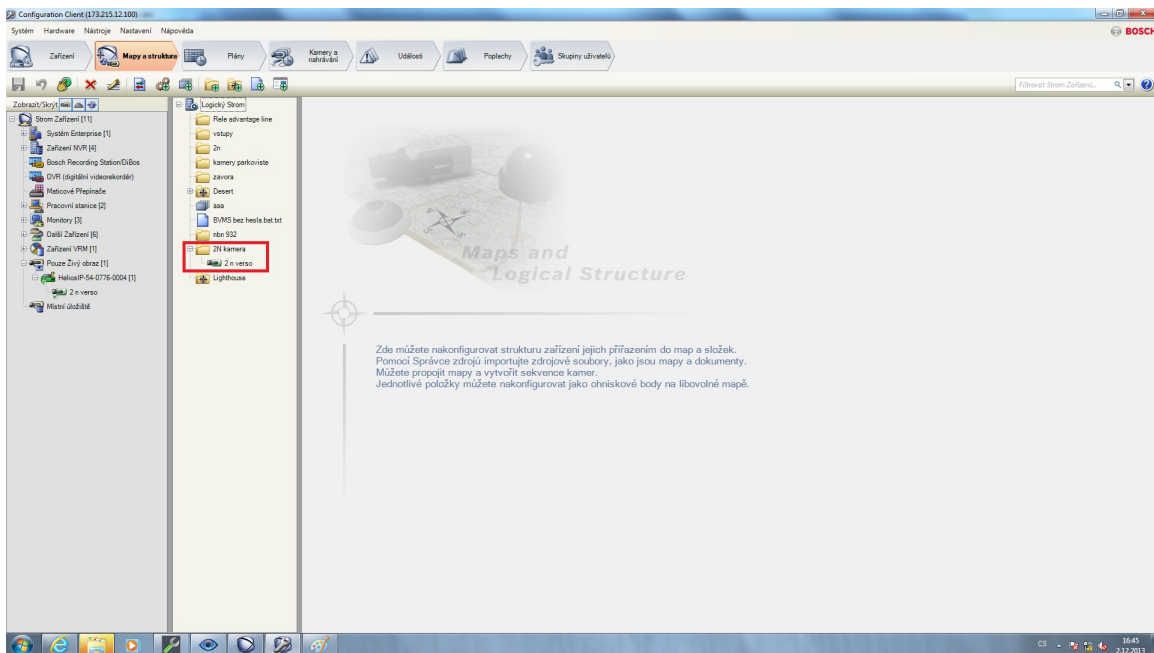 Configuration Client (173.215.12.100)
Systém Hardware Nástroje Nastavení Nápověda
BOSCH
Zařízení
Mapy a struktura
Plány
Kamery a nahrávání
Události
Poplachy
Skupiny uživatelů
Filtrovat Strom Zařízení...
Zobrazit/Skrýt
Strom Zařízení [11]
Systém Enterprise [1]
Zařízení NVR [4]
Bosch Recording Station/DiBos
DVR (digitální videorekordér)
Maticové Přepínače
Pracovní stanice [2]
Monitory [3]
Další Zařízení [6]
Zařízení VRM [1]
Pouze Živý obraz [1]
HeliosIP-54-0776-0004 [1]
2 n verso
Místní úložiště
Logický Strom
Rele advantage line
vstupy
2n
kamery parkoviste
zavora
Desert
aaa
BVMS bez hesla.bat.txt
nbn 932
2N kamera
2 n verso
Lighthouse
Maps and
Logical Structure
Zde můžete nakonfigurovat strukturu zařízení jejich přiřazením do map a složek.
Pomocí Správce zdrojů importujte zdrojové soubory, jako jsou mapy a dokumenty.
Můžete propojit mapy a vytvořit sekvence kamer.
Jednotlivé položky můžete nakonfigurovat jako ohniskové body na libovolné mapě.
CS
16:45
2.12.2013